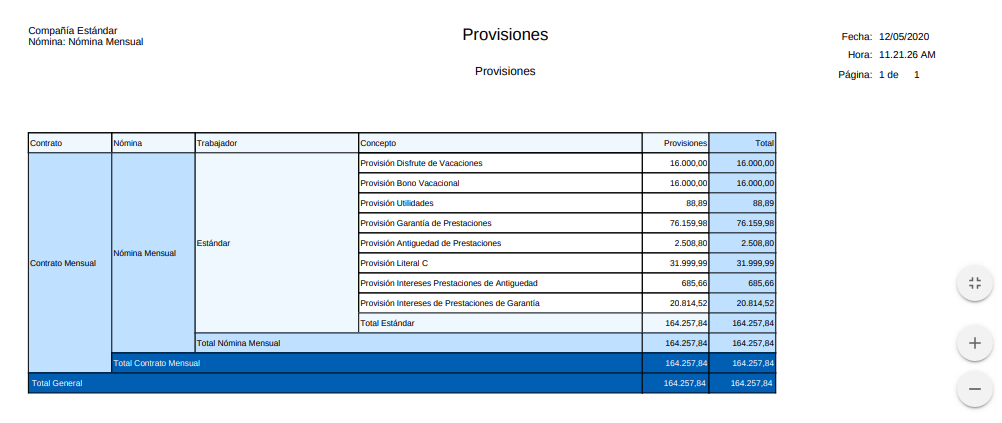 Compañía Estándar
Nómina: Nómina Mensual
Provisiones
Provisiones
Fecha: 12/05/2020
Hora: 11.21.26 AM
Página: 1 de 1
Contrato Nómina Trabajador Concepto Provisiones Total
Provisión Disfrute de Vacaciones 16.000,00 16.000,00
Provisión Bono Vacacional 16.000,00 16.000,00
Provisión Utilidades 88,89 88,89
Provisión Garantía de Prestaciones 76.159,98 76.159,98
Estándar
Provisión Antiguedad de Prestaciones 2.508,80 2.508,80
Nómina Mensual
Contrato Mensual
Provisión Literal C 31.999,99 31.999,99
Provisión Intereses Prestaciones de Antiguedad 685,66 685,66
Provisión Intereses de Prestaciones de Garantía 20.814,52 20.814,52
Total Estándar 164.257,84 164.257,84
Total Nómina Mensual 164.257,84 164.257,84
Total Contrato Mensual 164.257,84 164.257,84
Total General 164.257,84 164.257,84